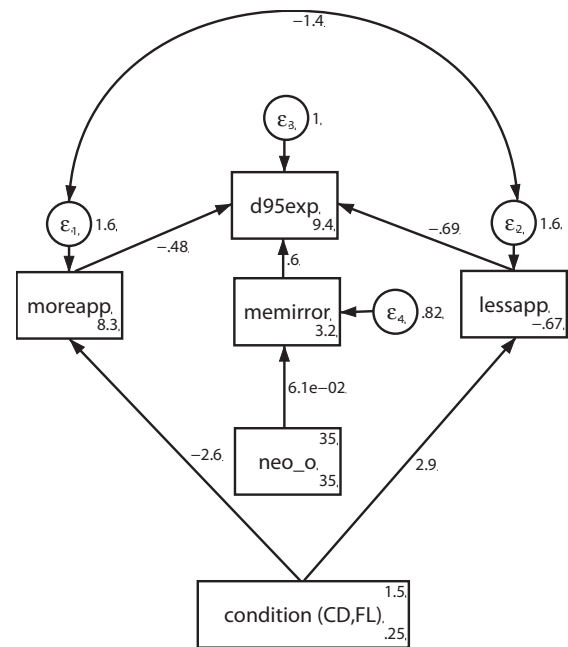 −1.4,
ε3, 1,
d95exp,
9.4,
ε1, 1.6,
ε2, 1.6,
−.48,
−.69,
.6,
moreapp,
8.3,
memirror,
3.2,
ε4, .82,
lessapp,
−.67,
6.1e−02,
35,
neo_o,
35,
−2.6,
2.9,
1.5,
condition (CD,FL),
.25,